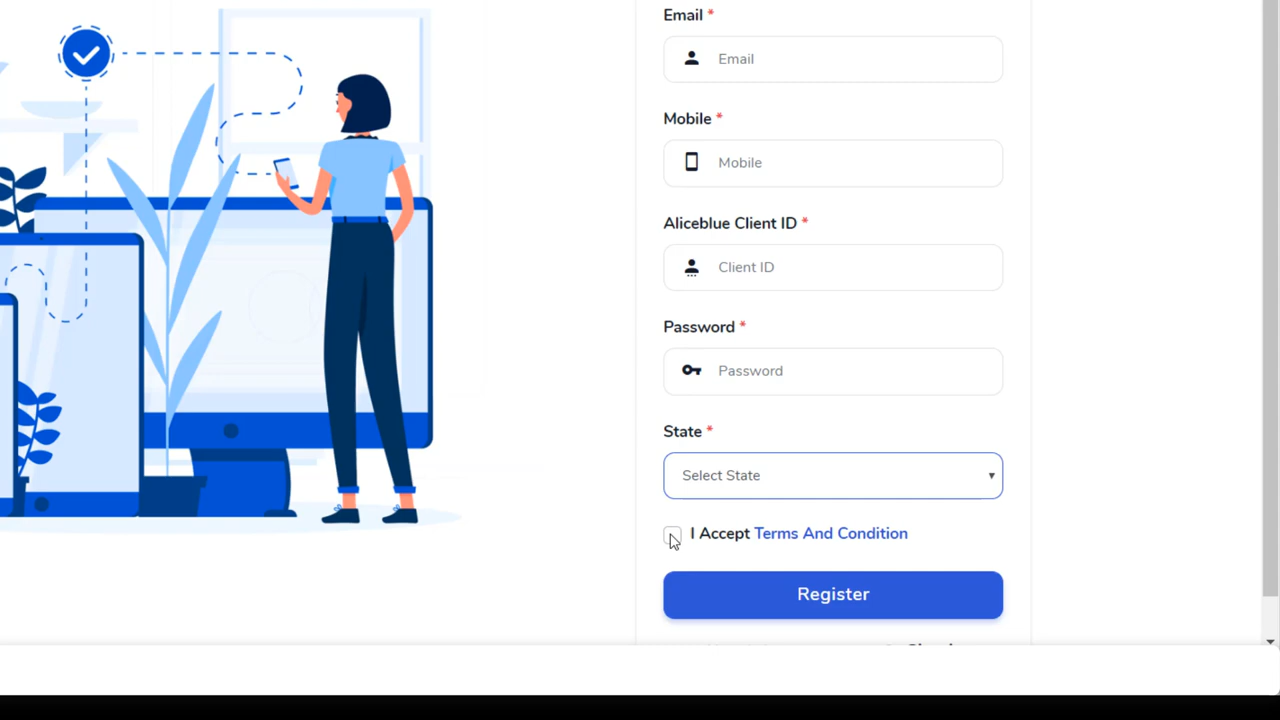 Email *
Email
Mobile *
Mobile
Aliceblue Client ID *
Client ID
Password *
Password
State *
Select State
I Accept Terms And Condition
Register